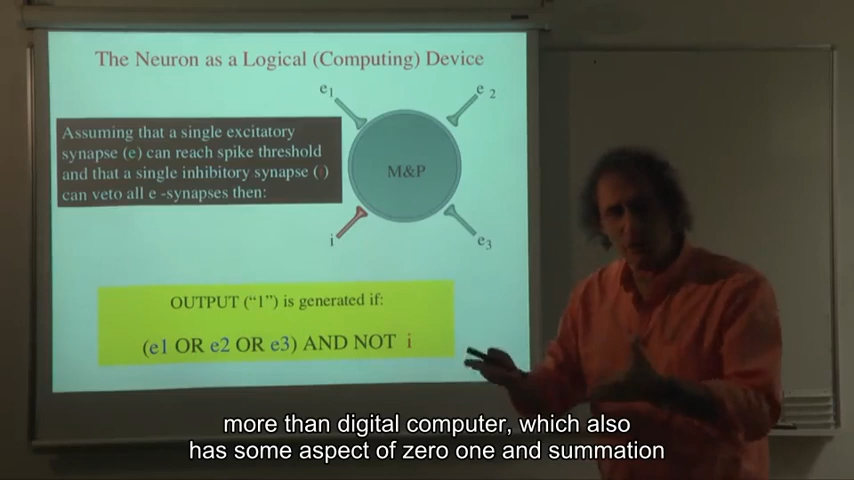 The Neuron as a Logical (Computing) Device
e1
e 2
Assuming that a single excitatory
synapse (e) can reach spike threshold
and that a single inhibitory synapse (i)
can veto all e -synapses then:
M&P
i
e3
OUTPUT (“1”) is generated if:
(e1 OR e2 OR e3) AND NOT i
more than digital computer, which also
has some aspect of zero one and summation